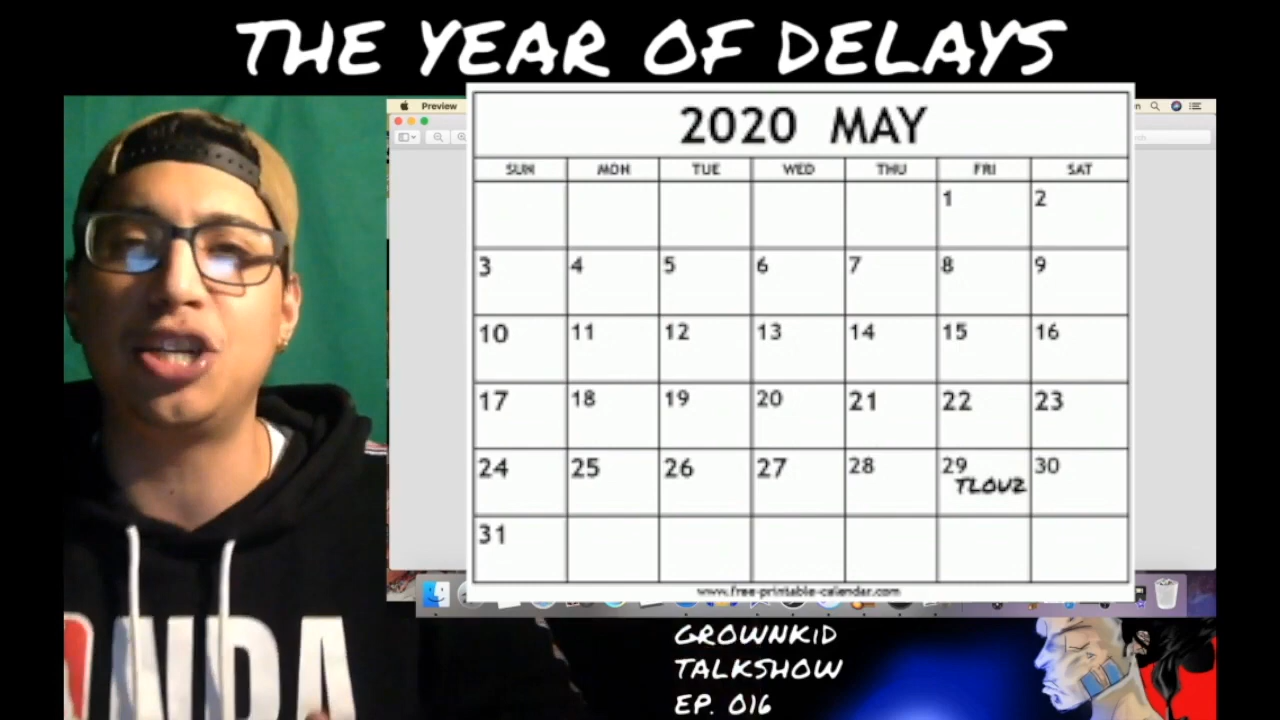 THE YEAR OF DELAYS
Preview
2020 MAY
SUN MON TUE WED THU FRI SAT
1 2
3 4 5 6 7 8 9
10 11 12 13 14 15 16
17 18 19 20 21 22 23
24 25 26 27 28 29 30
TLOU2
31
www.free-printable-calendar.com
NBA
GROWNKID
TALKSHOW
EP. 016